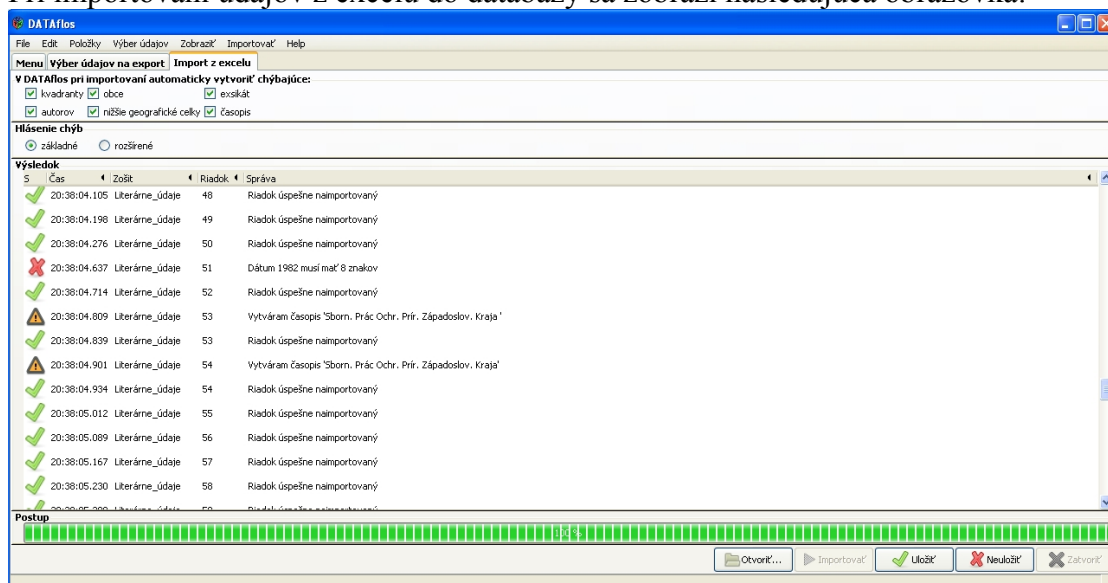 Pri importovaní údajov z excelu do databázy sa zobrazí nasledujúca obrazovka:
DATAflos
File Edit Položky Výber údajov Zobraziť Importovať Help
Menu Výber údajov na export Import z excelu
V DATAflos pri importovaní automaticky vytvoriť chýbajúce:
kvadranty obce exsikát
autorov nižšie geografické celky časopis
Hlásenie chýb
základné rozšírené
Výsledok
S Čas Zošit Riadok Správa
20:38:04.105 Literárne_údaje 48 Riadok úspešne naimportovaný
20:38:04.198 Literárne_údaje 49 Riadok úspešne naimportovaný
20:38:04.276 Literárne_údaje 50 Riadok úspešne naimportovaný
20:38:04.637 Literárne_údaje 51 Dátum 1982 musí mať 8 znakov
20:38:04.714 Literárne_údaje 52 Riadok úspešne naimportovaný
20:38:04.809 Literárne_údaje 53 Vytváram časopis 'Sborn. Prác Ochr. Prír. Západoslov. Kraja '
20:38:04.839 Literárne_údaje 53 Riadok úspešne naimportovaný
20:38:04.901 Literárne_údaje 54 Vytváram časopis 'Sborn. Prác Ochr. Prír. Západoslov. Kraja'
20:38:04.934 Literárne_údaje 54 Riadok úspešne naimportovaný
20:38:05.012 Literárne_údaje 55 Riadok úspešne naimportovaný
20:38:05.089 Literárne_údaje 56 Riadok úspešne naimportovaný
20:38:05.167 Literárne_údaje 57 Riadok úspešne naimportovaný
20:38:05.230 Literárne_údaje 58 Riadok úspešne naimportovaný
Postup
100 %
Otvoriť... Importovať Uložiť Neuložiť Zatvoriť